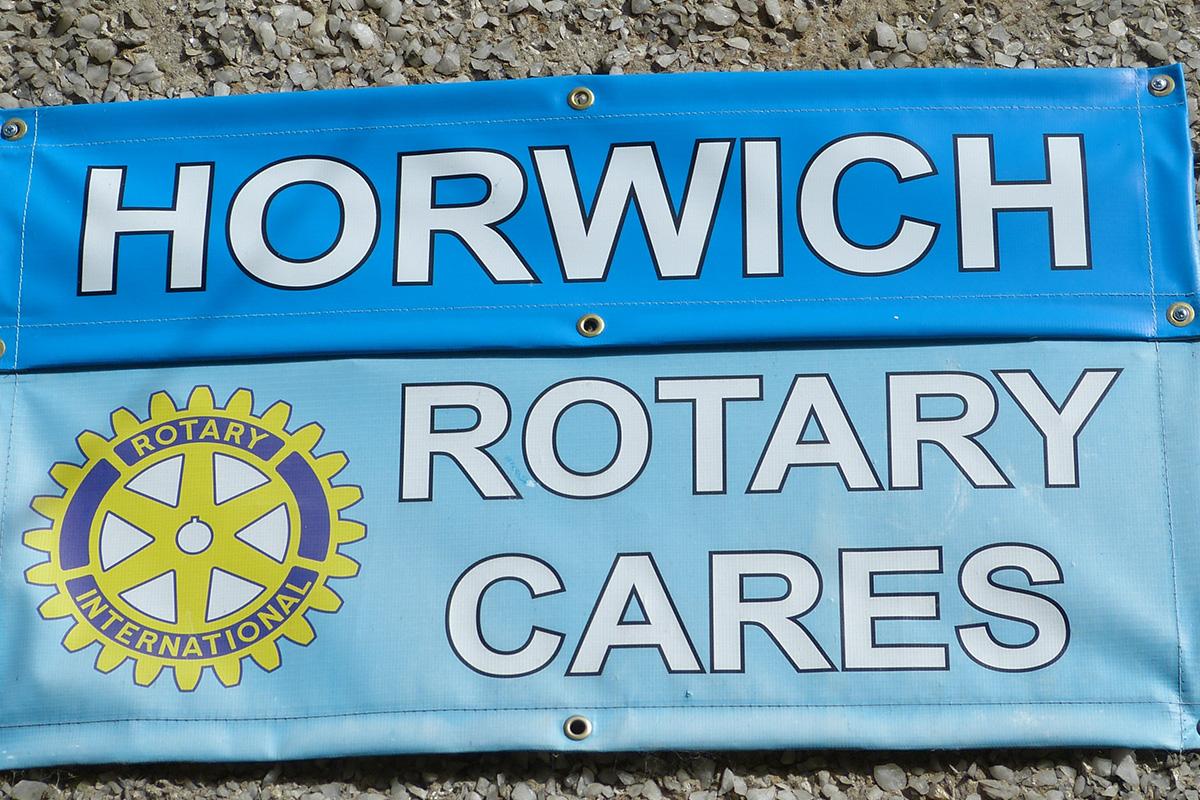 HORWICH
ROTARY
CARES
ROTARY
INTERNATIONAL